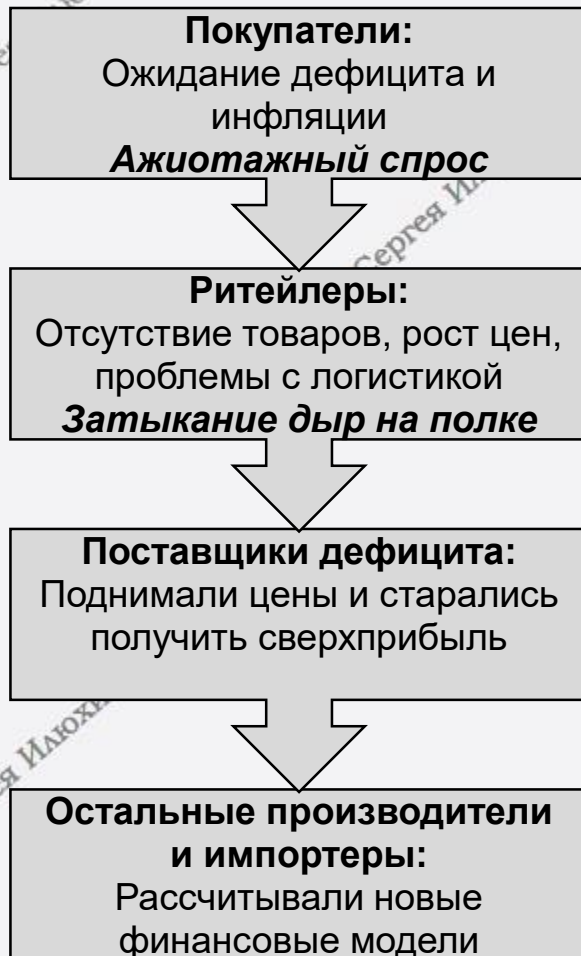 Покупатели:
Ожидание дефицита и
инфляции
Ажиотажный спрос
Сергея
Ритейлеры:
Отсутствие товаров, рост цен,
проблемы с логистикой
Затыкание дыр на полке
Поставщики дефицита:
Поднимали цены и старались
получить сверхприбыль
Остальные производители
и импортеры:
Рассчитывали новые
финансовые модели